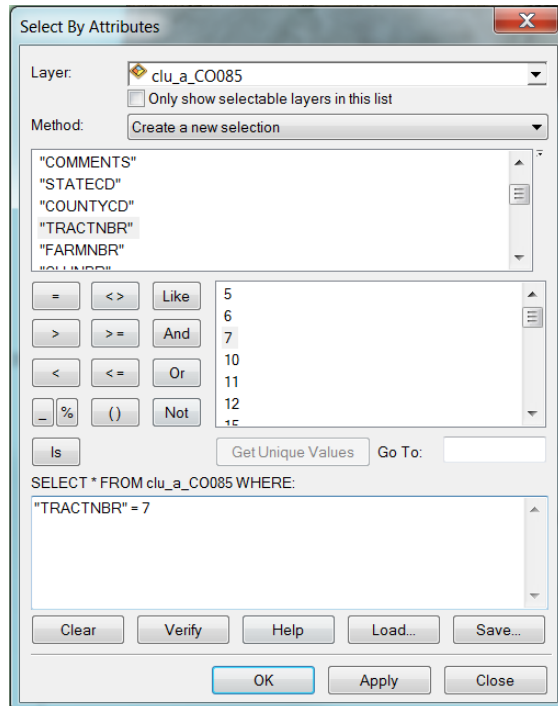 Select By Attributes
Layer: clu_a_CO085
Only show selectable layers in this list
Method: Create a new selection
"COMMENTS"
"STATECD"
"COUNTYCD"
"TRACTNBR"
"FARMNBR"
= <> Like
> >= And
< <= Or
_ % () Not
Is
5
6
7
10
11
12
15
Get Unique Values Go To:
SELECT * FROM clu_a_CO085 WHERE:
"TRACTNBR" = 7
Clear Verify Help Load... Save...
OK Apply Close